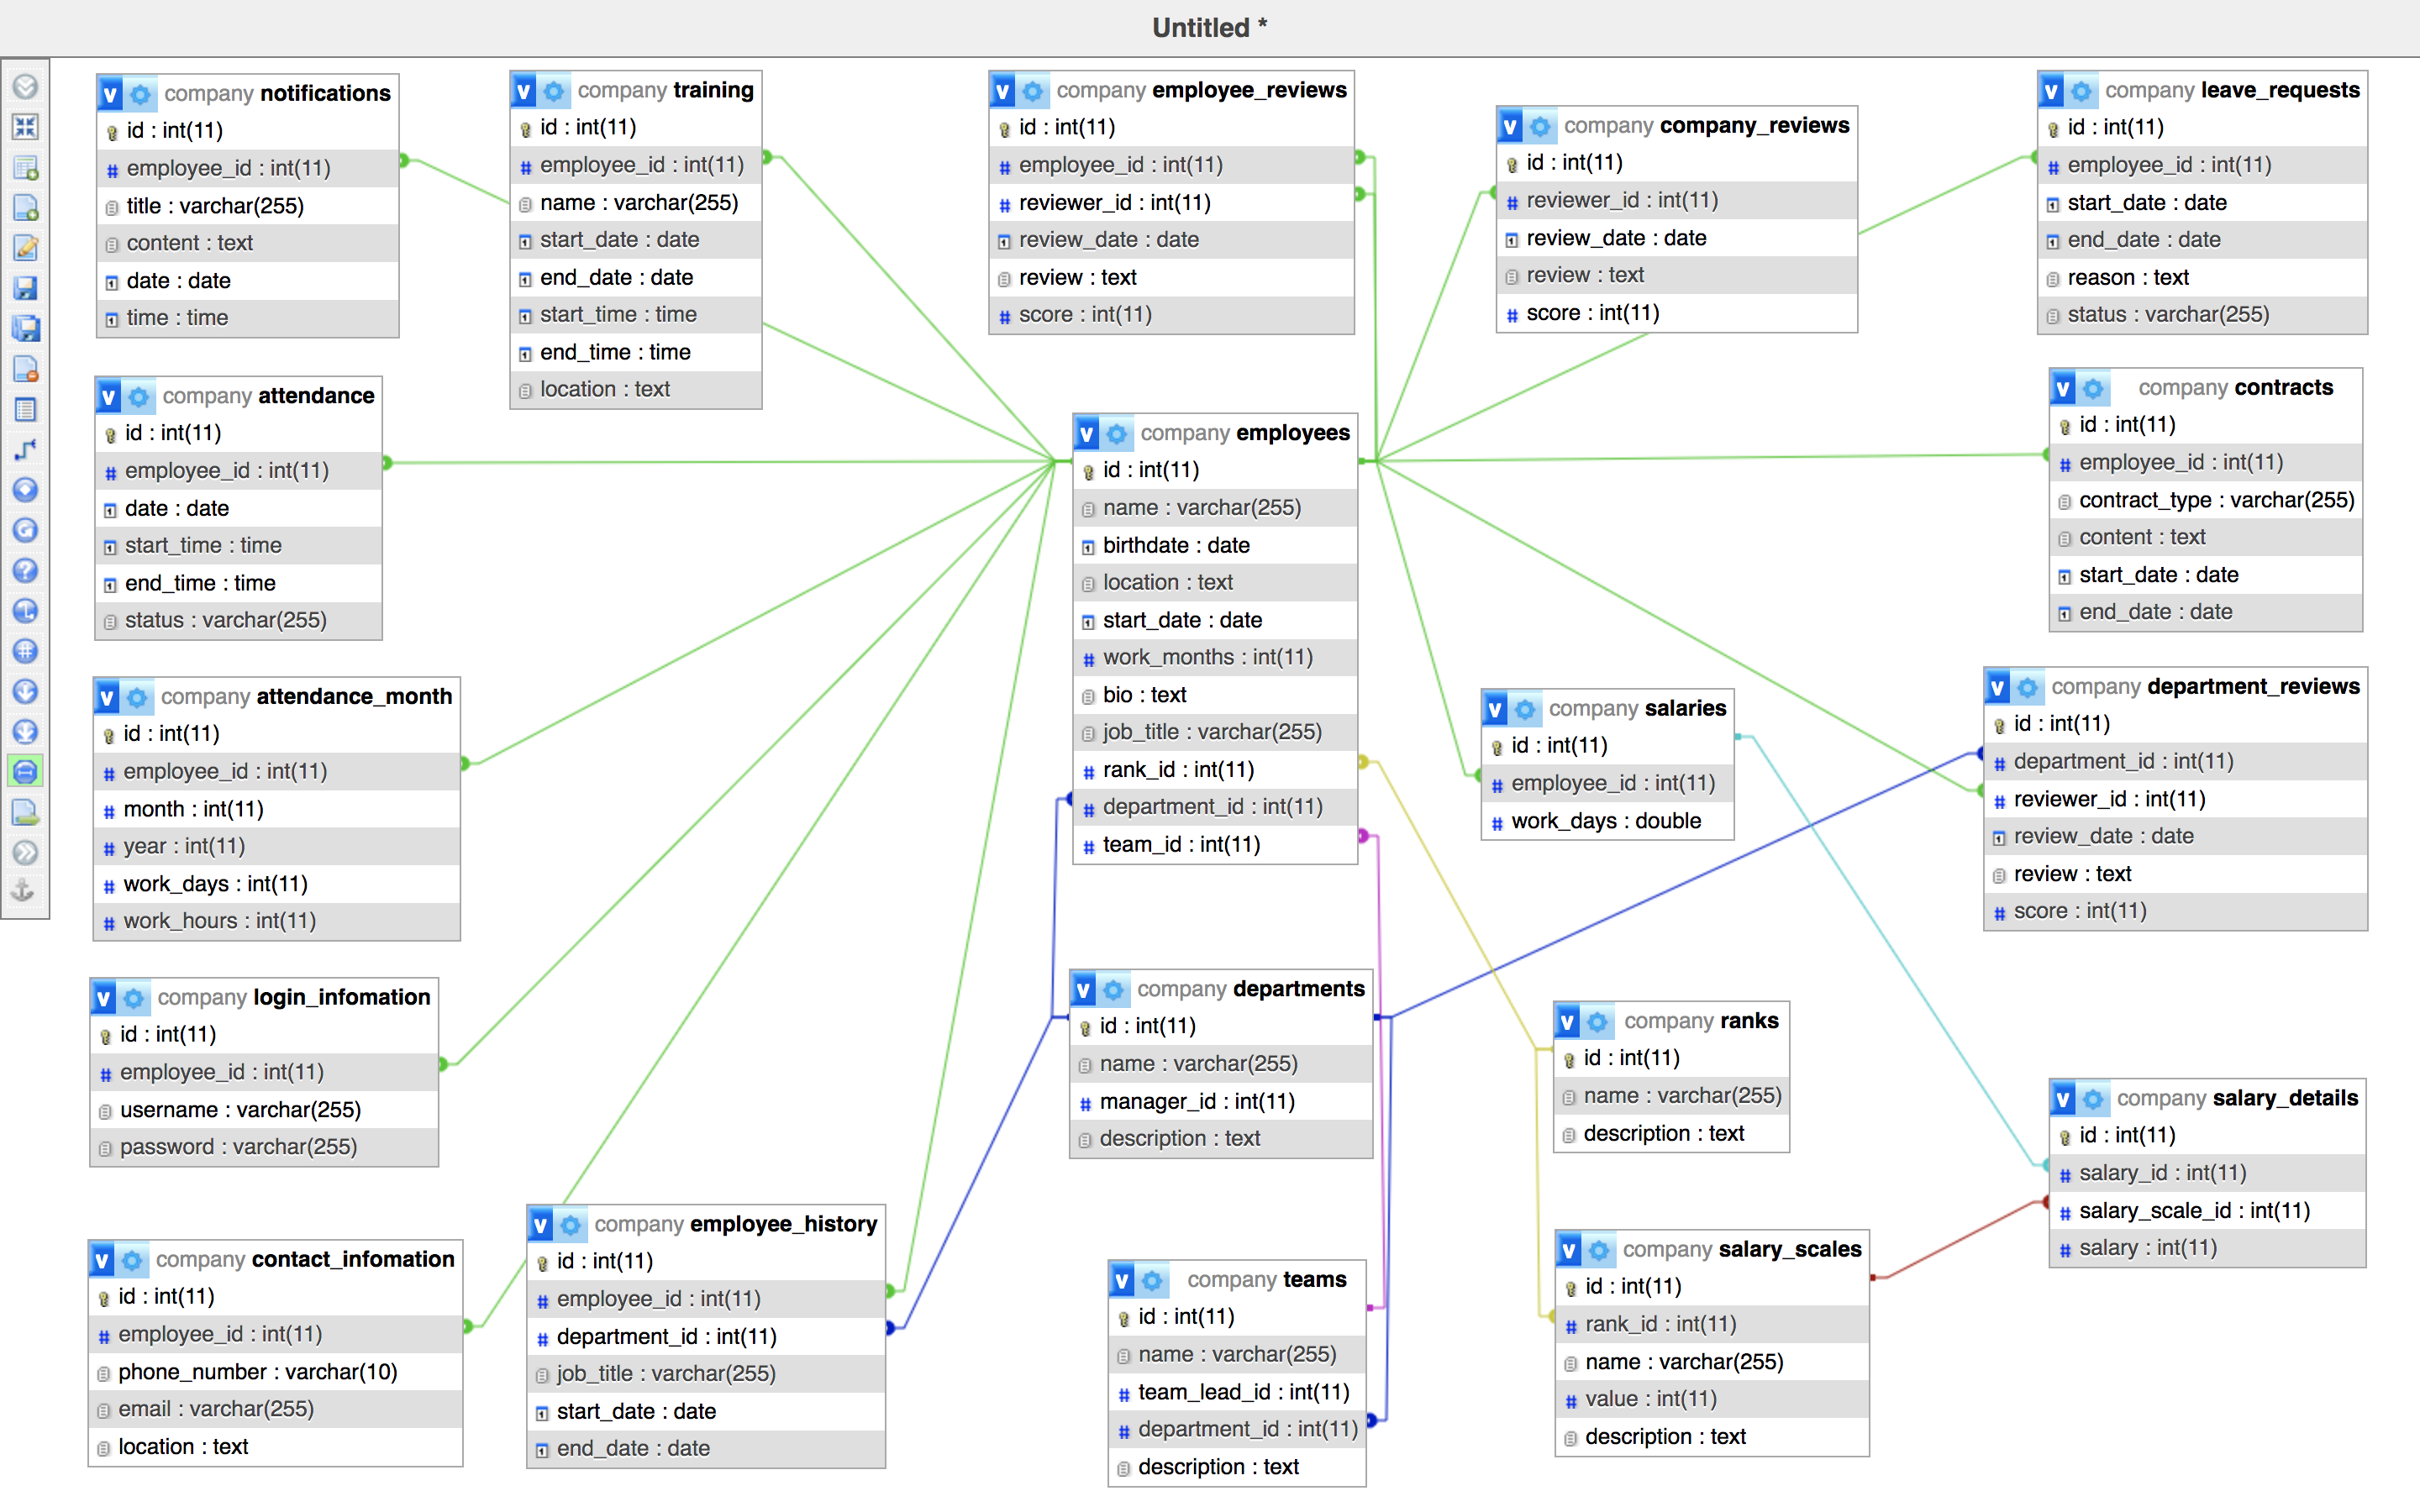 Untitled *
company notifications
id : int(11)
employee_id : int(11)
title : varchar(255)
content : text
date : date
time : time
company training
id : int(11)
employee_id : int(11)
name : varchar(255)
start_date : date
end_date : date
start_time : time
end_time : time
location : text
company employee_reviews
id : int(11)
employee_id : int(11)
reviewer_id : int(11)
review_date : date
review : text
score : int(11)
company company_reviews
id : int(11)
reviewer_id : int(11)
review_date : date
review : text
score : int(11)
company leave_requests
id : int(11)
employee_id : int(11)
start_date : date
end_date : date
reason : text
status : varchar(255)
company attendance
id : int(11)
employee_id : int(11)
date : date
start_time : time
end_time : time
status : varchar(255)
company employees
id : int(11)
name : varchar(255)
birthdate : date
location : text
start_date : date
work_months : int(11)
bio : text
job_title : varchar(255)
rank_id : int(11)
department_id : int(11)
team_id : int(11)
company contracts
id : int(11)
employee_id : int(11)
contract_type : varchar(255)
content : text
start_date : date
end_date : date
company attendance_month
id : int(11)
employee_id : int(11)
month : int(11)
year : int(11)
work_days : int(11)
work_hours : int(11)
company salaries
id : int(11)
employee_id : int(11)
work_days : double
company department_reviews
id : int(11)
department_id : int(11)
reviewer_id : int(11)
review_date : date
review : text
score : int(11)
company login_infomation
id : int(11)
employee_id : int(11)
username : varchar(255)
password : varchar(255)
company departments
id : int(11)
name : varchar(255)
manager_id : int(11)
description : text
company ranks
id : int(11)
name : varchar(255)
description : text
company salary_details
id : int(11)
salary_id : int(11)
salary_scale_id : int(11)
salary : int(11)
company contact_infomation
id : int(11)
employee_id : int(11)
phone_number : varchar(10)
email : varchar(255)
location : text
company employee_history
id : int(11)
employee_id : int(11)
department_id : int(11)
job_title : varchar(255)
start_date : date
end_date : date
company teams
id : int(11)
name : varchar(255)
team_lead_id : int(11)
department_id : int(11)
description : text
company salary_scales
id : int(11)
rank_id : int(11)
name : varchar(255)
value : int(11)
description : text